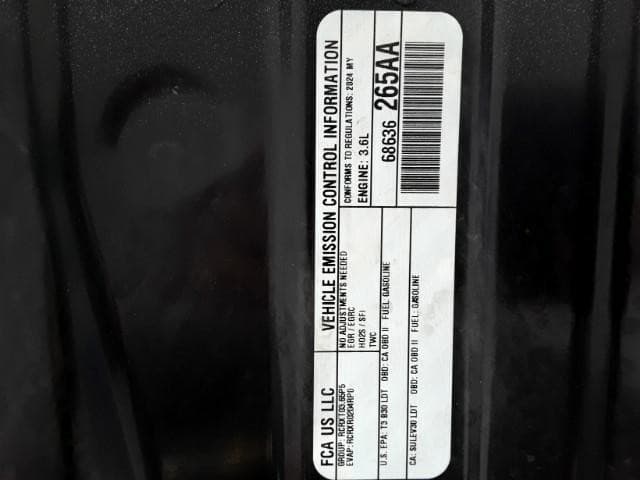 FCA US LLC
VEHICLE EMISSION CONTROL INFORMATION
GROUP: RCRXT03.65P5
EVAP: RCRXR0204RP0
NO ADJUSTMENTS NEEDED
EGR / EGRC
HO2S / SFI
TWC
CONFORMS TO REGULATIONS: 2024 MY
ENGINE: 3.6L
68636 265AA
U.S. EPA: T3 B30 LDT OBD: CA OBD II FUEL: GASOLINE
CA: SULEV30 LDT OBD: CA OBD II FUEL: GASOLINE